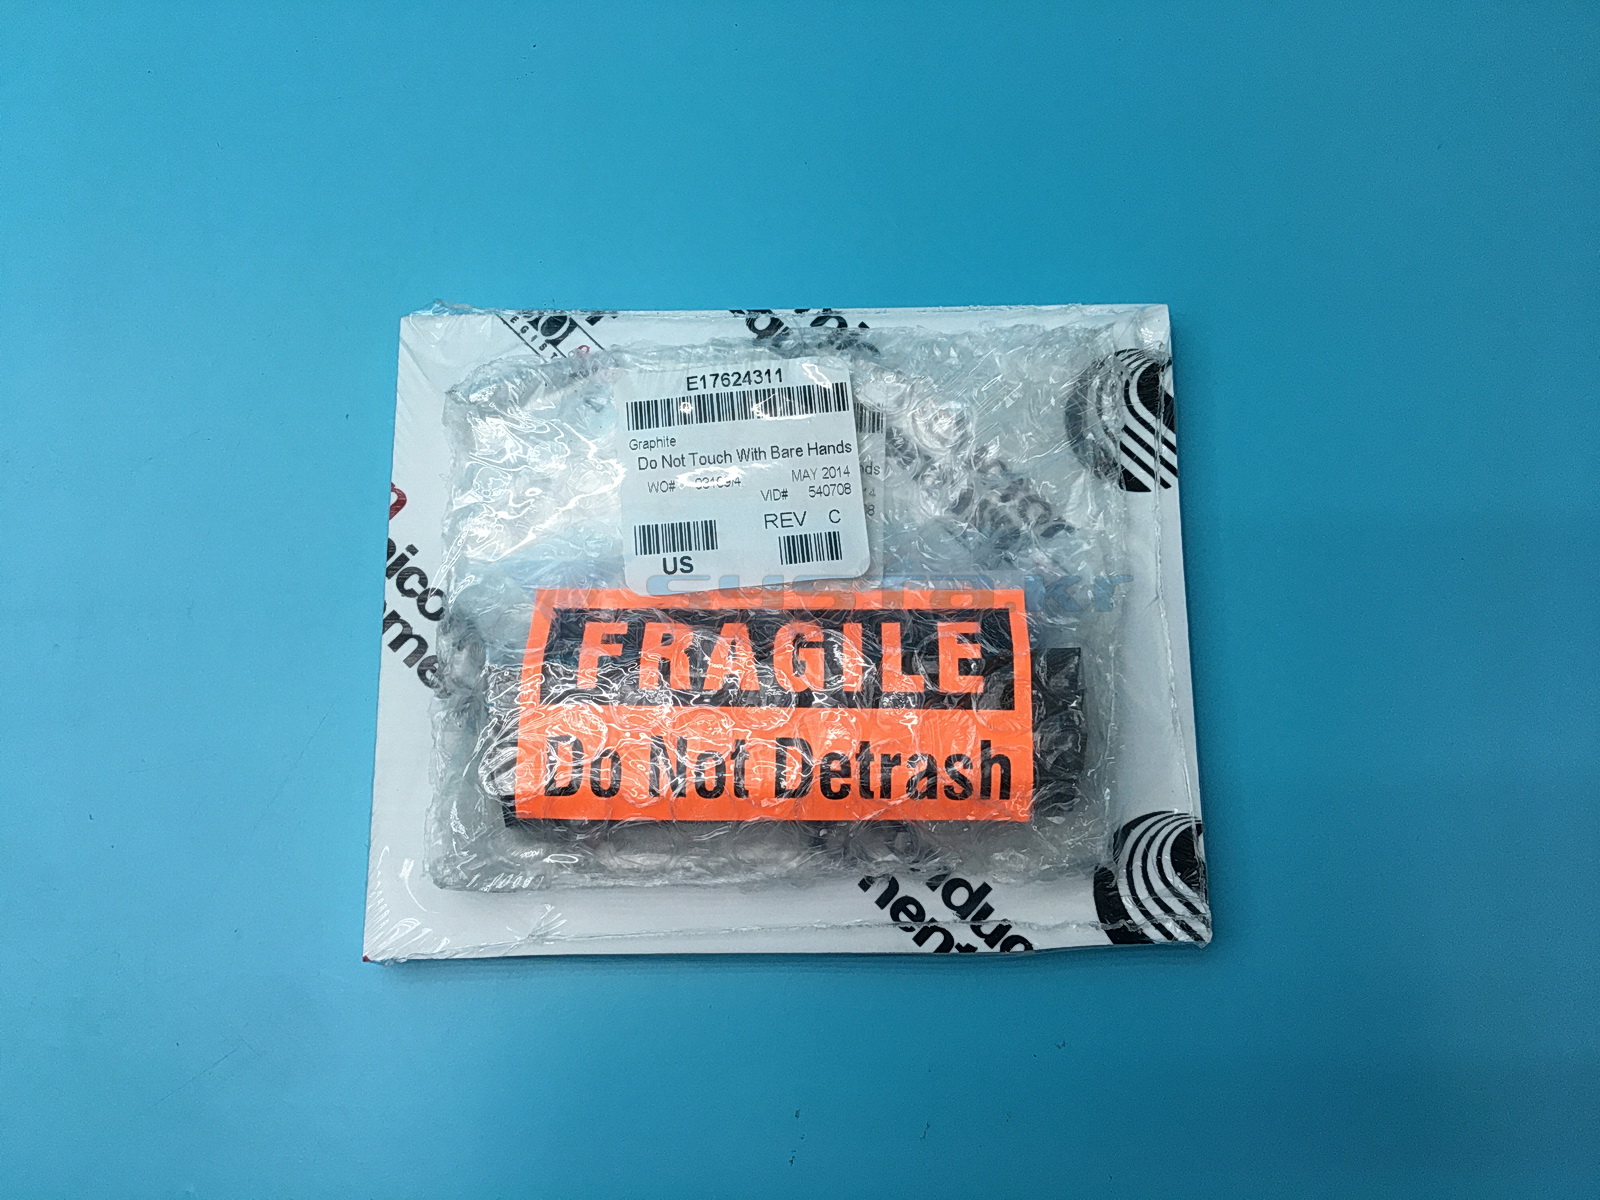 E17624311
Graphite
Do Not Touch With Bare Hands
WO#
MAY 2014
VID# 540708
REV C
US
FRAGILE
Do Not Detrash